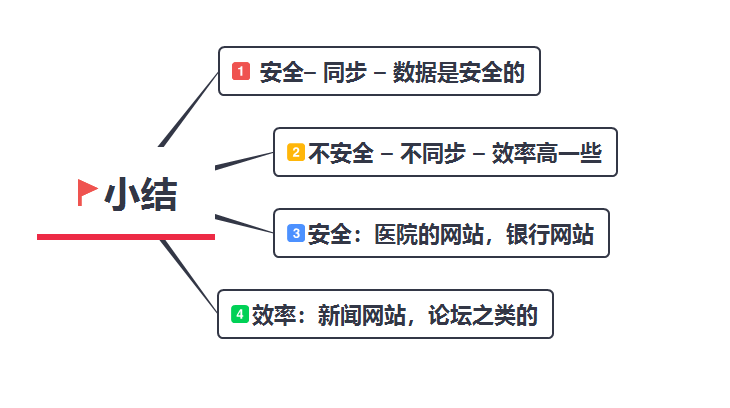 小结
1 安全– 同步 – 数据是安全的
2 不安全 – 不同步 – 效率高一些
3 安全：医院的网站，银行网站
4 效率：新闻网站，论坛之类的